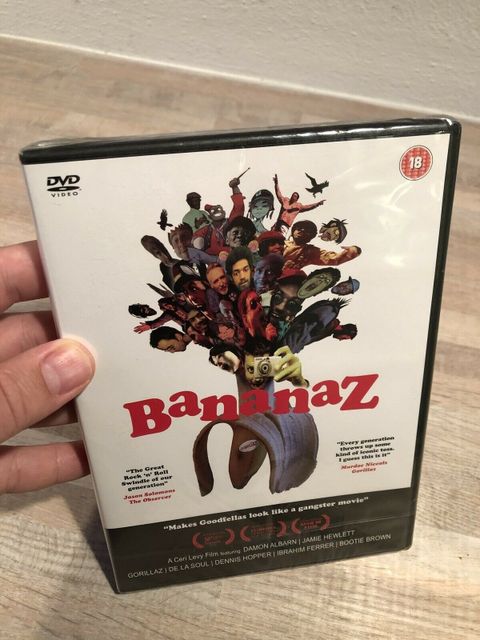 DVD
VIDEO
18
BananaZ
"The Great
Rock 'n' Roll
Swindle of our
generation"
Jason Solomons
The Observer
"Every generation
throws up some
kind of iconic toss.
I guess this is it"
Murdoc Niccals
Gorillaz
"Makes Goodfellas look like a gangster movie"
A Ceri Levy Film featuring DAMON ALBARN | JAMIE HEWLETT
GORILLAZ | DE LA SOUL | DENNIS HOPPER | IBRAHIM FERRER | BOOTIE BROWN